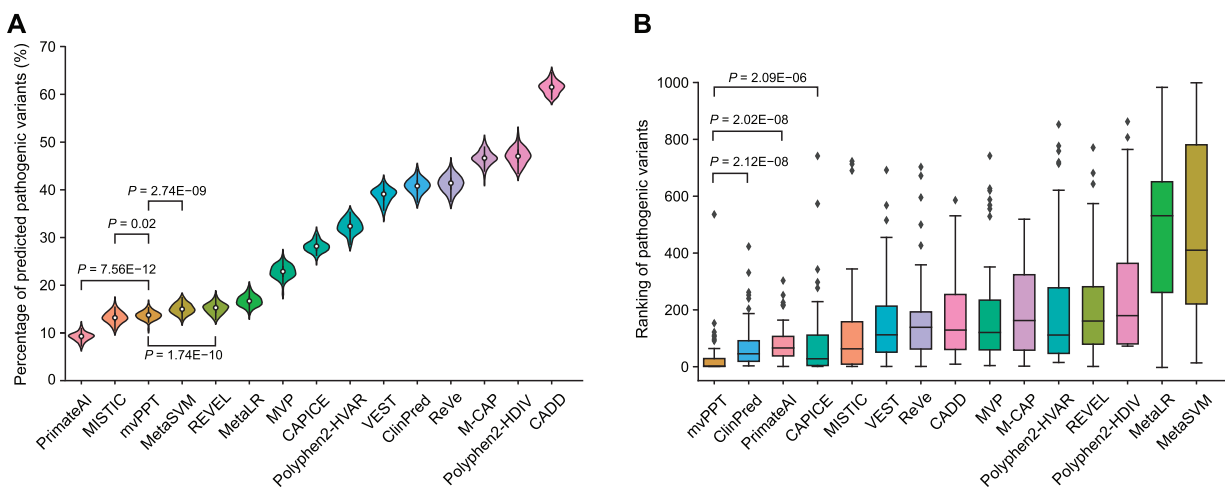 A
Percentage of predicted pathogenic variants (%)
70
60
50
40
30
20
10
0
P = 2.74E−09
P = 0.02
P = 7.56E−12
P = 1.74E−10
PrimateAI
MISTIC
mvPPT
MetaSVM
REVEL
MetaLR
MVP
CAPICE
Polyphen2-HVAR
VEST
ClinPred
ReVe
M-CAP
Polyphen2-HDIV
CADD
B
Ranking of pathogenic variants
1000
800
600
400
200
0
P = 2.09E−06
P = 2.02E−08
P = 2.12E−08
mvPPT
ClinPred
PrimateAI
CAPICE
MISTIC
VEST
ReVe
CADD
MVP
M-CAP
Polyphen2-HVAR
REVEL
Polyphen2-HDIV
MetaLR
MetaSVM